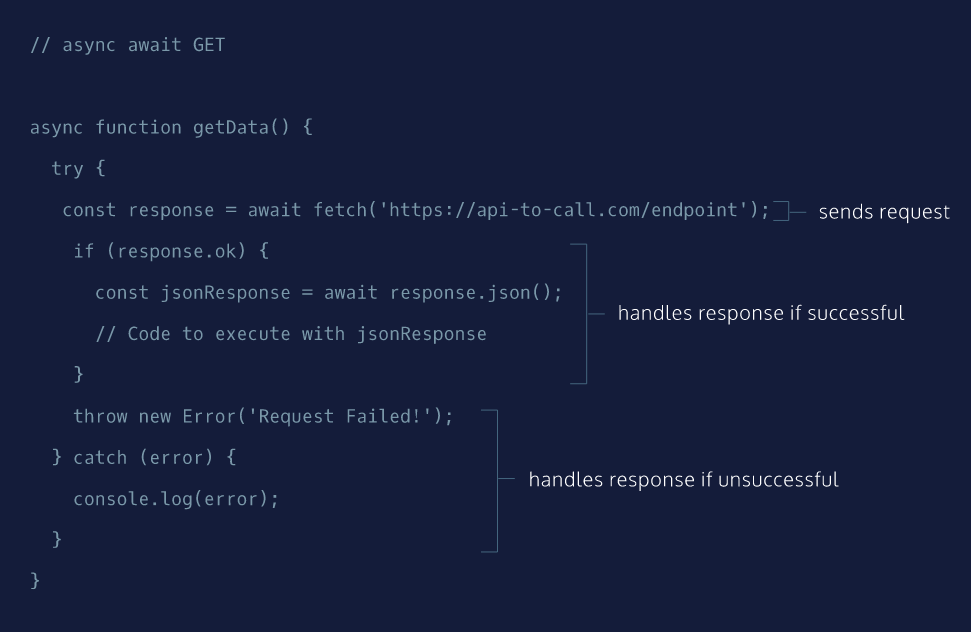 // async await GET
async function getData() {
try {
const response = await fetch('https://api-to-call.com/endpoint'); sends request
if (response.ok) {
const jsonResponse = await response.json();
handles response if successful
// Code to execute with jsonResponse
}
throw new Error('Request Failed!');
} catch (error) {
handles response if unsuccessful
console.log(error);
}
}